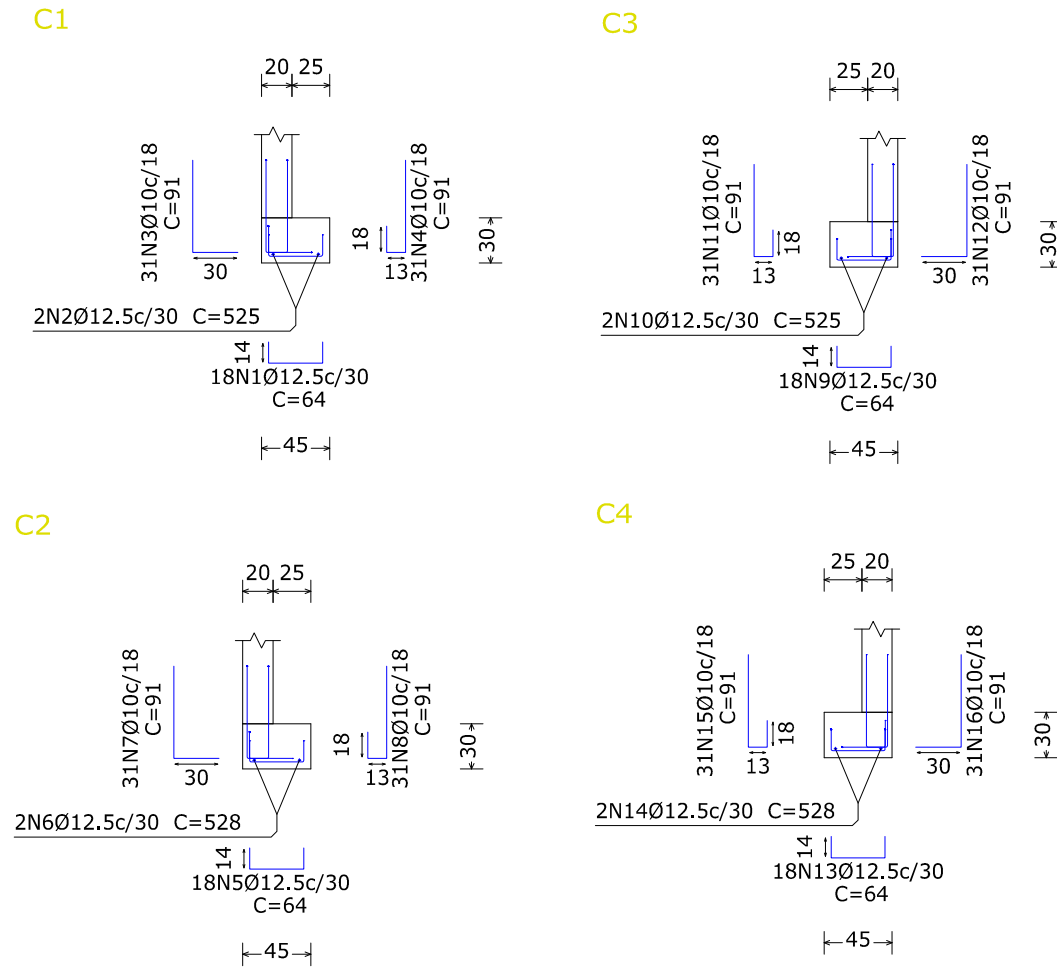 C1
20 25
31N3Ø10c/18
C=91
30
18
13
31N4Ø10c/18
C=91
30
2N2Ø12.5c/30 C=525
14
18N1Ø12.5c/30
C=64
45
C3
25 20
31N11Ø10c/18
C=91
18
13
31N12Ø10c/18
C=91
30
30
2N10Ø12.5c/30 C=525
14
18N9Ø12.5c/30
C=64
45
C2
20 25
31N7Ø10c/18
C=91
30
18
13
31N8Ø10c/18
C=91
30
2N6Ø12.5c/30 C=528
14
18N5Ø12.5c/30
C=64
45
C4
25 20
31N15Ø10c/18
C=91
18
13
31N16Ø10c/18
C=91
30
30
2N14Ø12.5c/30 C=528
14
18N13Ø12.5c/30
C=64
45